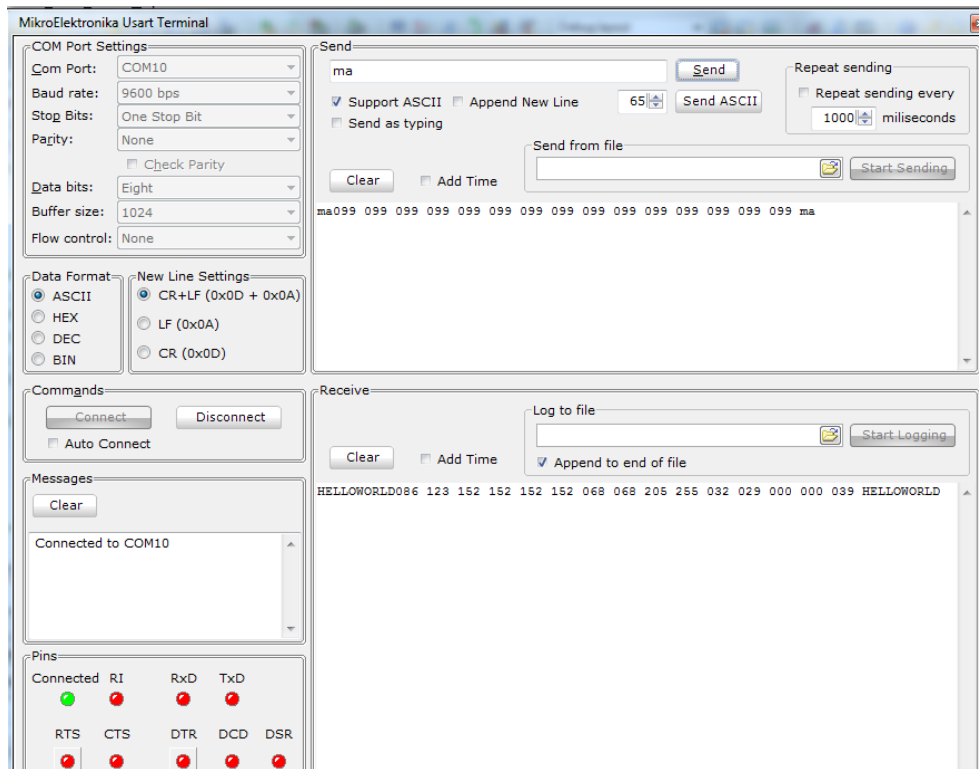 MikroElektronika Usart Terminal
COM Port Settings
Com Port: COM10
Baud rate: 9600 bps
Stop Bits: One Stop Bit
Parity: None
Check Parity
Data bits: Eight
Buffer size: 1024
Flow control: None
Data Format
ASCII
HEX
DEC
BIN
New Line Settings
CR+LF (0x0D + 0x0A)
LF (0x0A)
CR (0x0D)
Commands
Connect Disconnect
Auto Connect
Messages
Clear
Connected to COM10
Pins
Connected RI RxD TxD
RTS CTS DTR DCD DSR
Send
ma Send
Support ASCII Append New Line 65 Send ASCII
Send as typing
Repeat sending
Repeat sending every
1000 miliseconds
Send from file
Start Sending
Clear Add Time
ma099 099 099 099 099 099 099 099 099 099 099 099 099 099 099 ma
Receive
Log to file
Start Logging
Clear Add Time
Append to end of file
HELLOWORLD086 123 152 152 152 152 068 068 205 255 032 029 000 000 039 HELLOWORLD